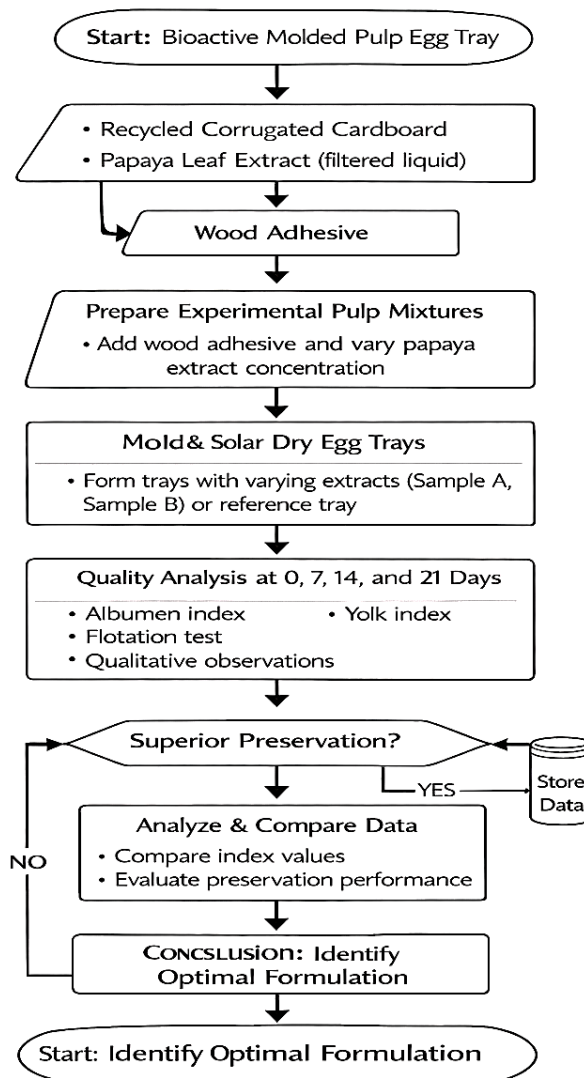 Start: Bioactive Molded Pulp Egg Tray
• Recycled Corrugated Cardboard
• Papaya Leaf Extract (filtered liquid)
Wood Adhesive
Prepare Experimental Pulp Mixtures
• Add wood adhesive and vary papaya
extract concentration
Mold & Solar Dry Egg Trays
• Form trays with varying extracts (Sample A,
Sample B) or reference tray
Quality Analysis at 0, 7, 14, and 21 Days
• Albumen index • Yolk index
• Flotation test
• Qualitative observations
Superior Preservation?
YES
Store
Data
Analyze & Compare Data
• Compare index values
• Evaluate preservation performance
NO
CONCSLUSION: Identify
Optimal Formulation
Start: Identify Optimal Formulation